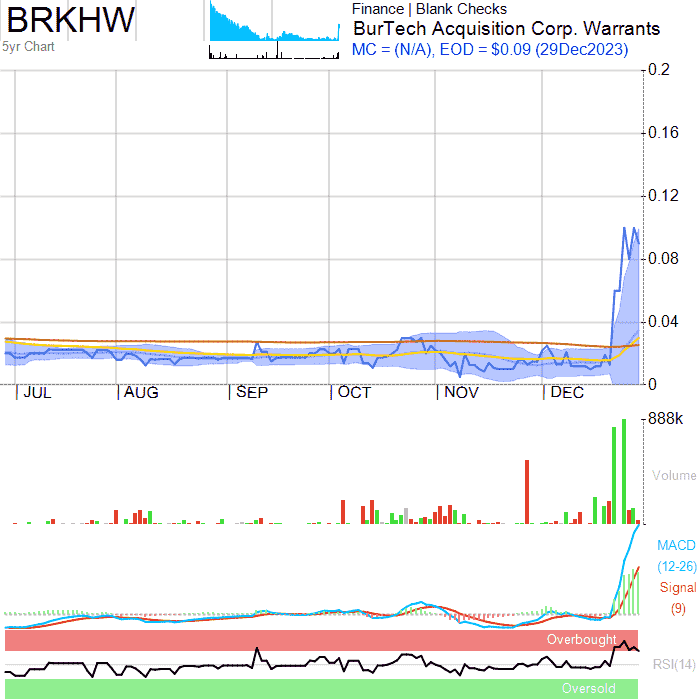 BRKHW
5yr Chart
Finance | Blank Checks
BurTech Acquisition Corp. Warrants
MC = (N/A), EOD = $0.09 (29Dec2023)
0.2
0.16
0.12
0.08
0.04
0
JUL AUG SEP OCT NOV DEC
888k
Volume
MACD
(12-26)
Signal
(9)
Overbought
RSI(14)
Oversold